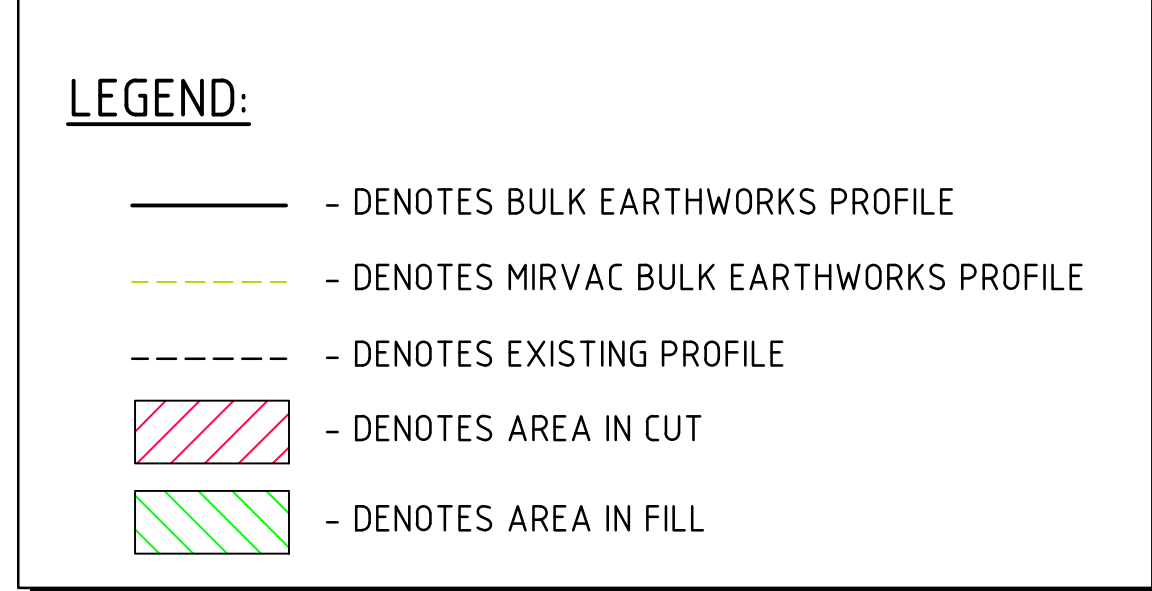 LEGEND:
- DENOTES BULK EARTHWORKS PROFILE
- DENOTES MIRVAC BULK EARTHWORKS PROFILE
- DENOTES EXISTING PROFILE
- DENOTES AREA IN CUT
- DENOTES AREA IN FILL